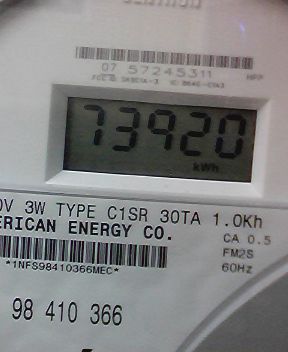 07 57245311
73920
kWh
V 3W TYPE C1SR 30TA 1.0Kh
ERICAN ENERGY CO.
CA 0.5
FM2S
*1NFS98410366MEC*
60Hz
98 410 366